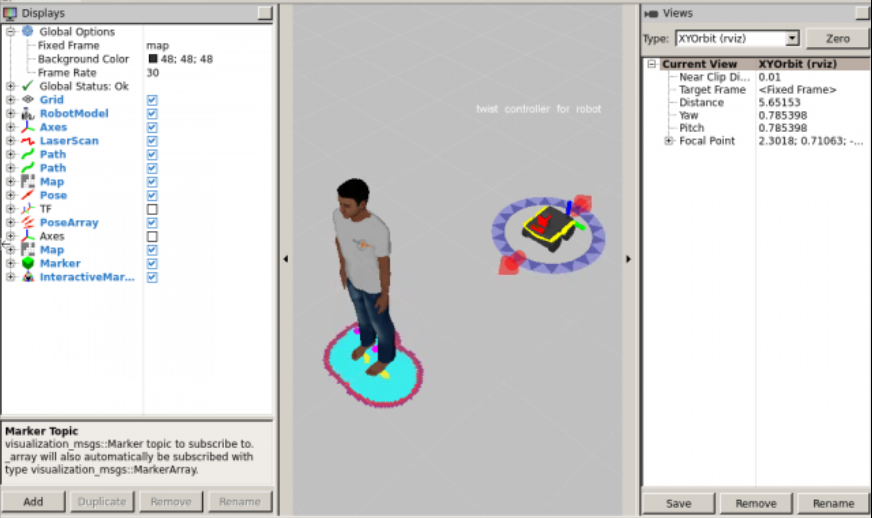 Displays
Global Options
Fixed Frame map
Background Color 48; 48; 48
Frame Rate 30
Global Status: Ok
Grid
RobotModel
Axes
LaserScan
Path
Path
Map
Pose
TF
PoseArray
Axes
Map
Marker
InteractiveMar...
Marker Topic
visualization_msgs::Marker topic to subscribe to.
_array will also automatically be subscribed with
type visualization_msgs::MarkerArray.
Add Duplicate Remove Rename
twist controller for robot
Views
Type: XYOrbit (rviz) Zero
Current View XYOrbit (rviz)
Near Clip Di... 0.01
Target Frame <Fixed Frame>
Distance 5.65153
Yaw 0.785398
Pitch 0.785398
Focal Point 2.3018; 0.71063; -...
Save Remove Rename